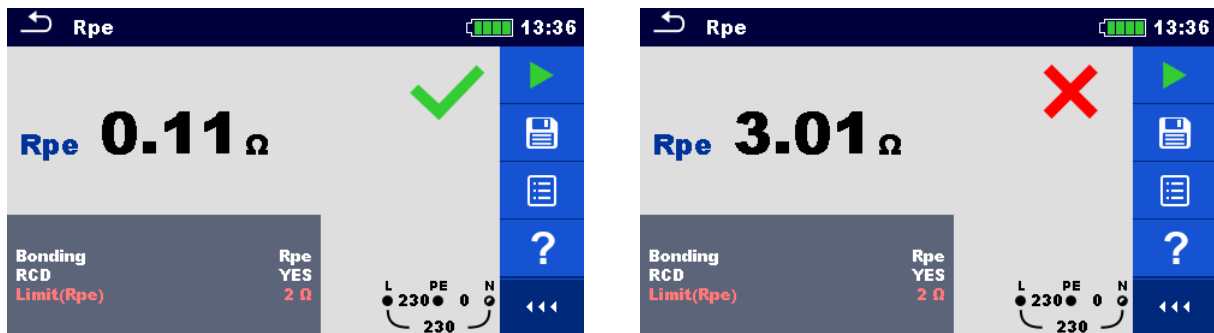 Rpe 13:36
Rpe 0.11 Ω
Bonding Rpe
RCD YES
Limit(Rpe) 2 Ω
?
L PE N
230 0
230
Rpe 13:36
Rpe 3.01 Ω
Bonding Rpe
RCD YES
Limit(Rpe) 2 Ω
?
L PE N
230 0
230